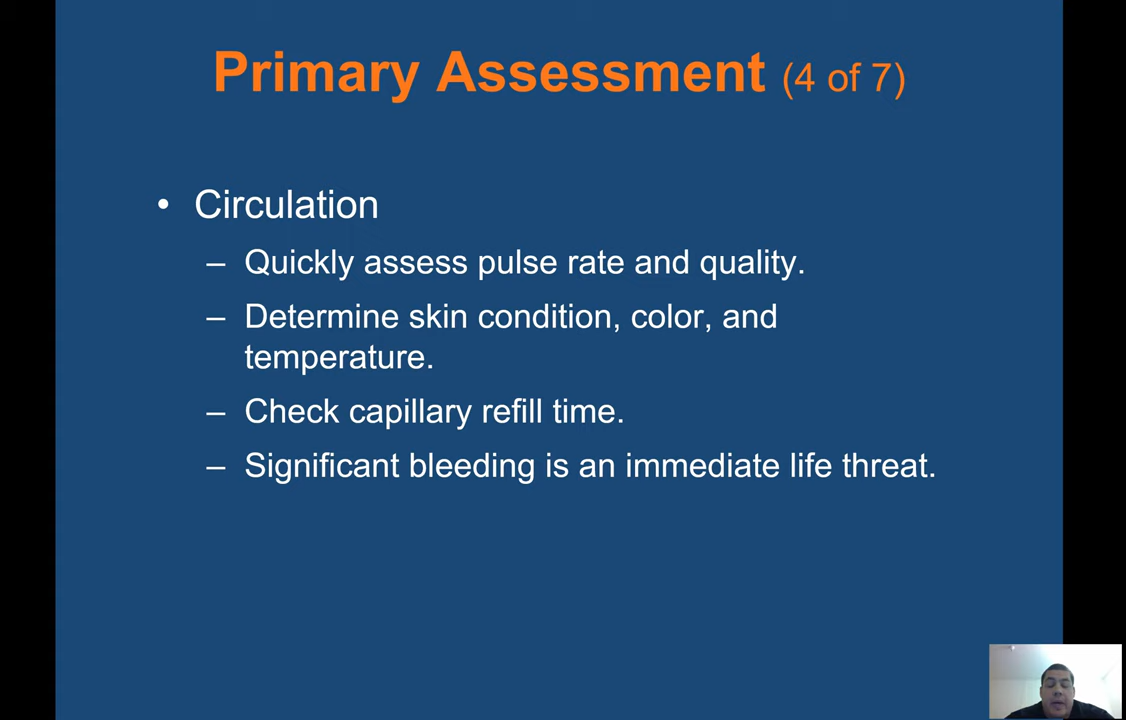 Primary Assessment (4 of 7)
• Circulation
– Quickly assess pulse rate and quality.
– Determine skin condition, color, and
temperature.
– Check capillary refill time.
– Significant bleeding is an immediate life threat.